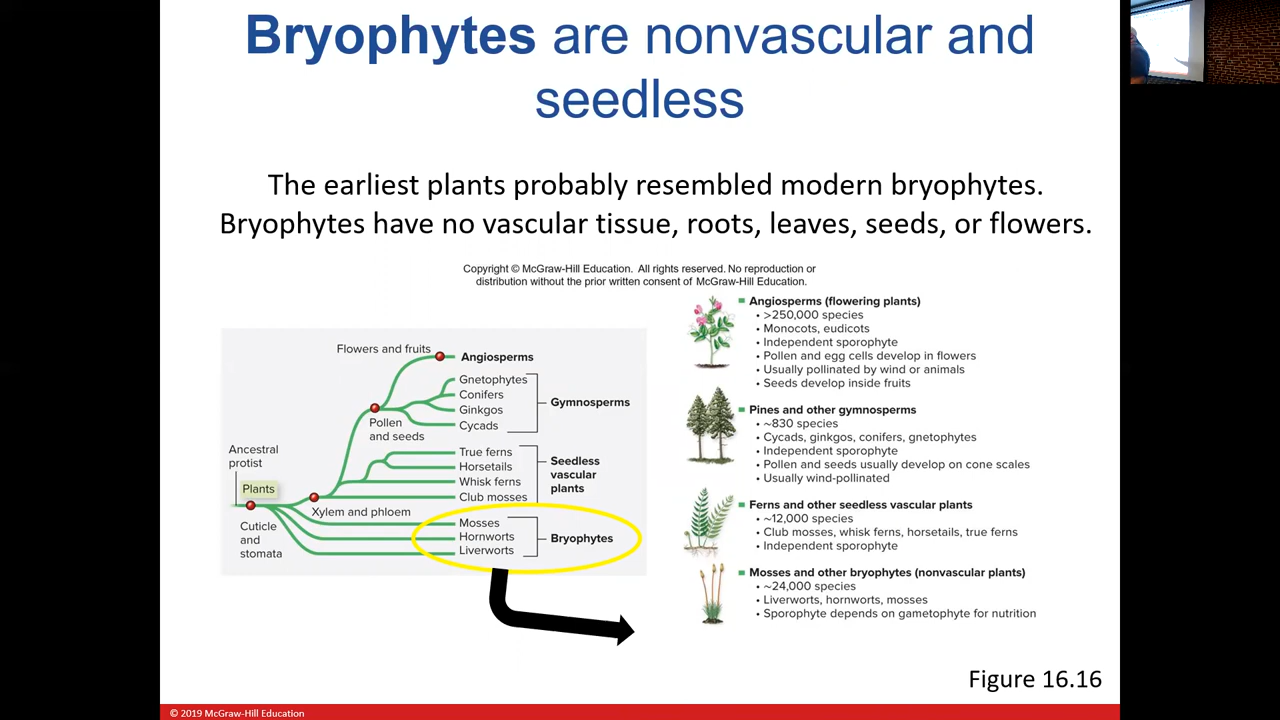 Bryophytes are nonvascular and
seedless
The earliest plants probably resembled modern bryophytes.
Bryophytes have no vascular tissue, roots, leaves, seeds, or flowers.
Copyright © McGraw-Hill Education. All rights reserved. No reproduction or
distribution without the prior written consent of McGraw-Hill Education.
Flowers and fruits
Angiosperms
Gnetophytes
Conifers
Ginkgos
Cycads
Gymnosperms
Pollen
and seeds
Ancestral
protist
Plants
True ferns
Horsetails
Whisk ferns
Club mosses
Seedless
vascular
plants
Xylem and phloem
Cuticle
and
stomata
Mosses
Hornworts
Liverworts
Bryophytes
Angiosperms (flowering plants)
• >250,000 species
• Monocots, eudicots
• Independent sporophyte
• Pollen and egg cells develop in flowers
• Usually pollinated by wind or animals
• Seeds develop inside fruits
Pines and other gymnosperms
• ~830 species
• Cycads, ginkgos, conifers, gnetophytes
• Independent sporophyte
• Pollen and seeds usually develop on cone scales
• Usually wind-pollinated
Ferns and other seedless vascular plants
• ~12,000 species
• Club mosses, whisk ferns, horsetails, true ferns
• Independent sporophyte
Mosses and other bryophytes (nonvascular plants)
• ~24,000 species
• Liverworts, hornworts, mosses
• Sporophyte depends on gametophyte for nutrition
Figure 16.16
© 2019 McGraw-Hill Education